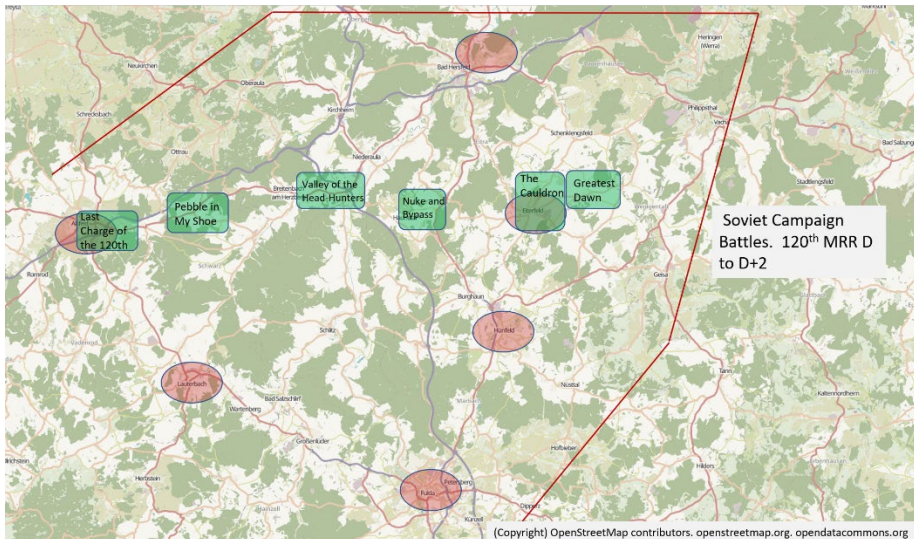 Heringen
(Werra)
Neukirchen
Bad Hersfeld
Oberaula
Kirchheim
Philippsthal
Schrecksbach
Vacha
Schenklengsfeld
Bad Salzung
Ottrau
Niederaula
Stadtlengsfeld
The
Cauldron
Greatest
Dawn
Valley of the
Head-Hunters
Breitenbach
am Herzberg
Nuke and
Bypass
Pebble in
My Shoe
Last
Charge of
the 120th
Eiterfeld
Soviet Campaign
Battles. 120th MRR D
to D+2
Romrod
Schwarz
Geisa
Burghaun
Schlitz
Hünfeld
Lauterbach
Bad Salzschlirf
Wartenberg
Nüsttal
Tann
Kaltennordheim
Großenlüder
Hofbieber
Hilders
Herbstein
Petersberg
Fulda
Dipperz
Künzell
(Copyright) OpenStreetMap contributors. openstreetmap.org. opendatacommons.org